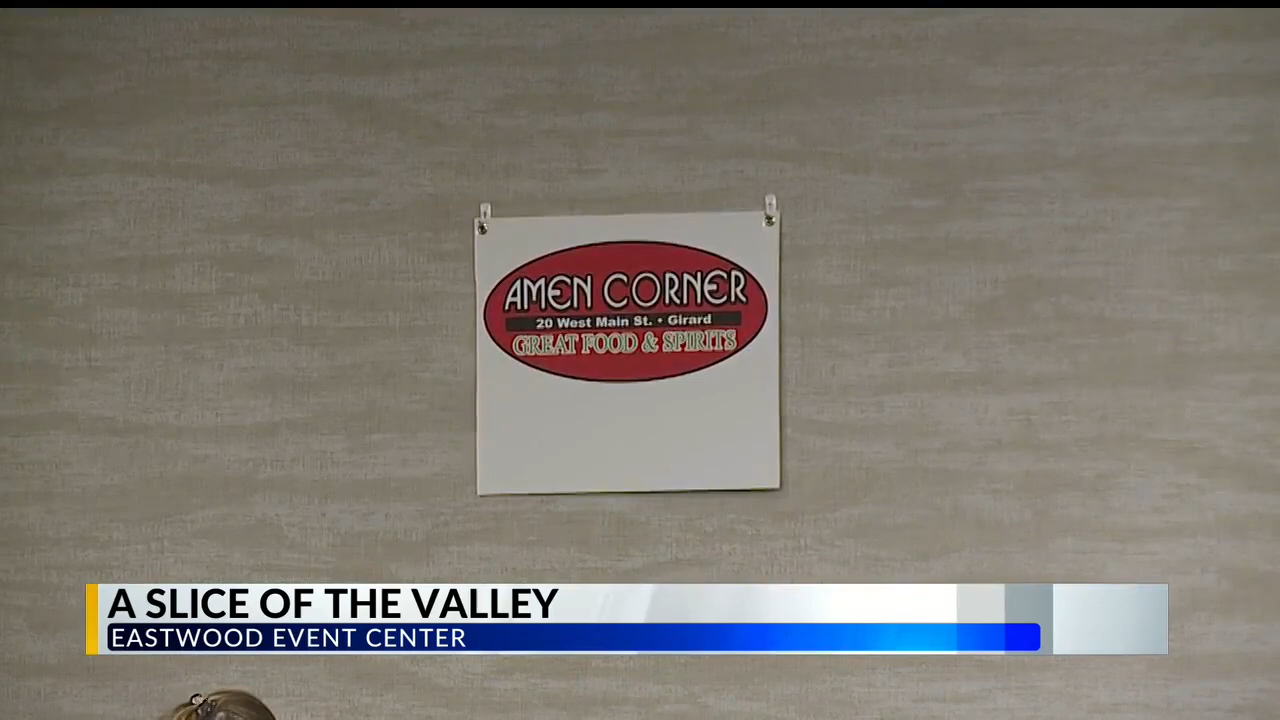 AMEN CORNER
20 West Main St. • Girard
GREAT FOOD & SPIRITS
A SLICE OF THE VALLEY
EASTWOOD EVENT CENTER